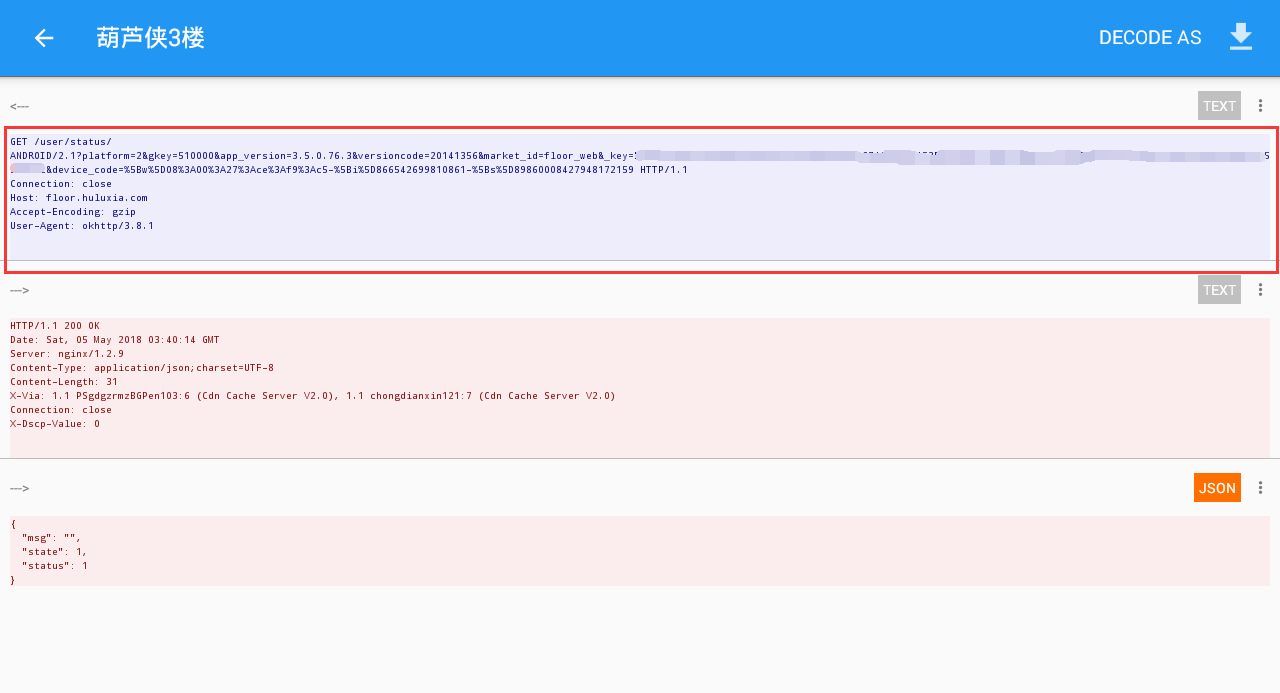 葫芦侠3楼
DECODE AS
<---
TEXT
GET /user/status/
ANDROID/2.1?platform=2&gkey=510000&app_version=3.5.0.76.3&versioncode=20141356&market_id=floor_web&_key=
&device_code=%5Bw%5D08%3A00%3A27%3Ace%3Af9%3Ac5-%5Bi%5D866542699810861-%5Bs%5D89860008427948172159 HTTP/1.1
Connection: close
Host: floor.huluxia.com
Accept-Encoding: gzip
User-Agent: okhttp/3.8.1
--->
TEXT
HTTP/1.1 200 OK
Date: Sat, 05 May 2018 03:40:14 GMT
Server: nginx/1.2.9
Content-Type: application/json;charset=UTF-8
Content-Length: 31
X-Via: 1.1 PSgdgzrmzBGPen103:6 (Cdn Cache Server V2.0), 1.1 chongdianxin121:7 (Cdn Cache Server V2.0)
Connection: close
X-Dscp-Value: 0
--->
JSON
{
"msg": "",
"state": 1,
"status": 1
}